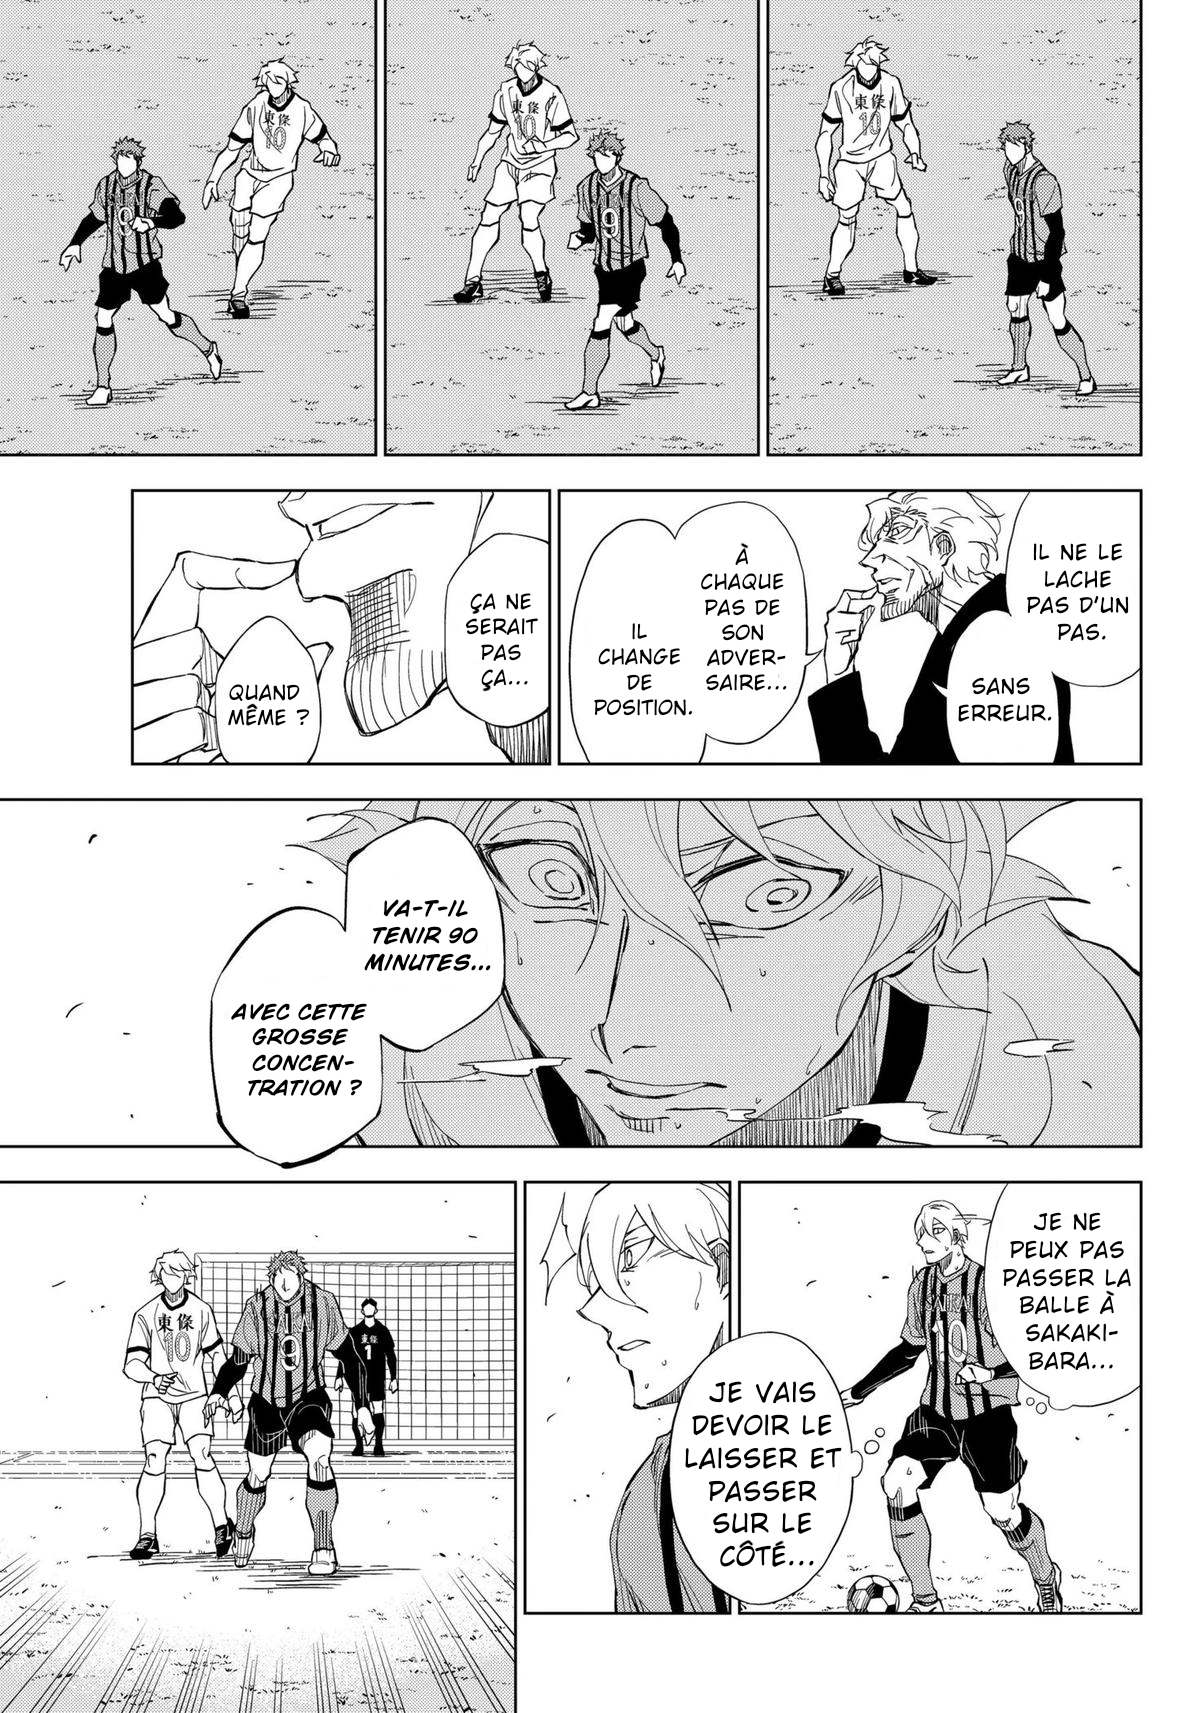 東條
10
9
東條
10
9
東條
10
9
IL NE LE
LACHE
PAS D'UN
PAS.
SANS
ERREUR.
À
CHAQUE
PAS DE
SON
ADVER-
SAIRE...
IL
CHANGE
DE
POSITION.
ÇA NE
SERAIT
PAS
ÇA...
QUAND
MÊME ?
VA-T-IL
TENIR 90
MINUTES...
AVEC CETTE
GROSSE
CONCEN-
TRATION ?
JE NE
PEUX PAS
PASSER LA
BALLE À
SAKAKI-
BARA...
10
JE VAIS
DEVOIR LE
LAISSER ET
PASSER
SUR LE
CÔTÉ...
東條
10
9
東條
1